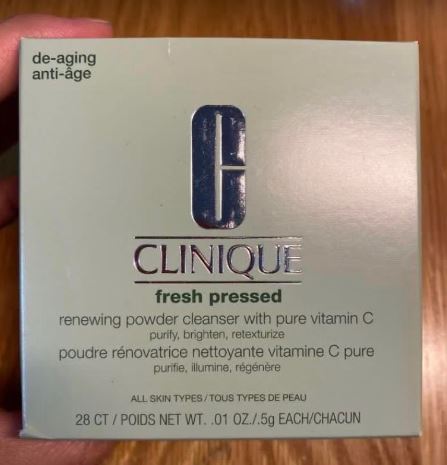 de-aging
anti-âge
CLINIQUE
fresh pressed
renewing powder cleanser with pure vitamin C
purify, brighten, retexturize
poudre rénovatrice nettoyante vitamine C pure
purifie, illumine, régénère
ALL SKIN TYPES / TOUS TYPES DE PEAU
28 CT / POIDS NET WT. .01 OZ./.5g EACH/CHACUN